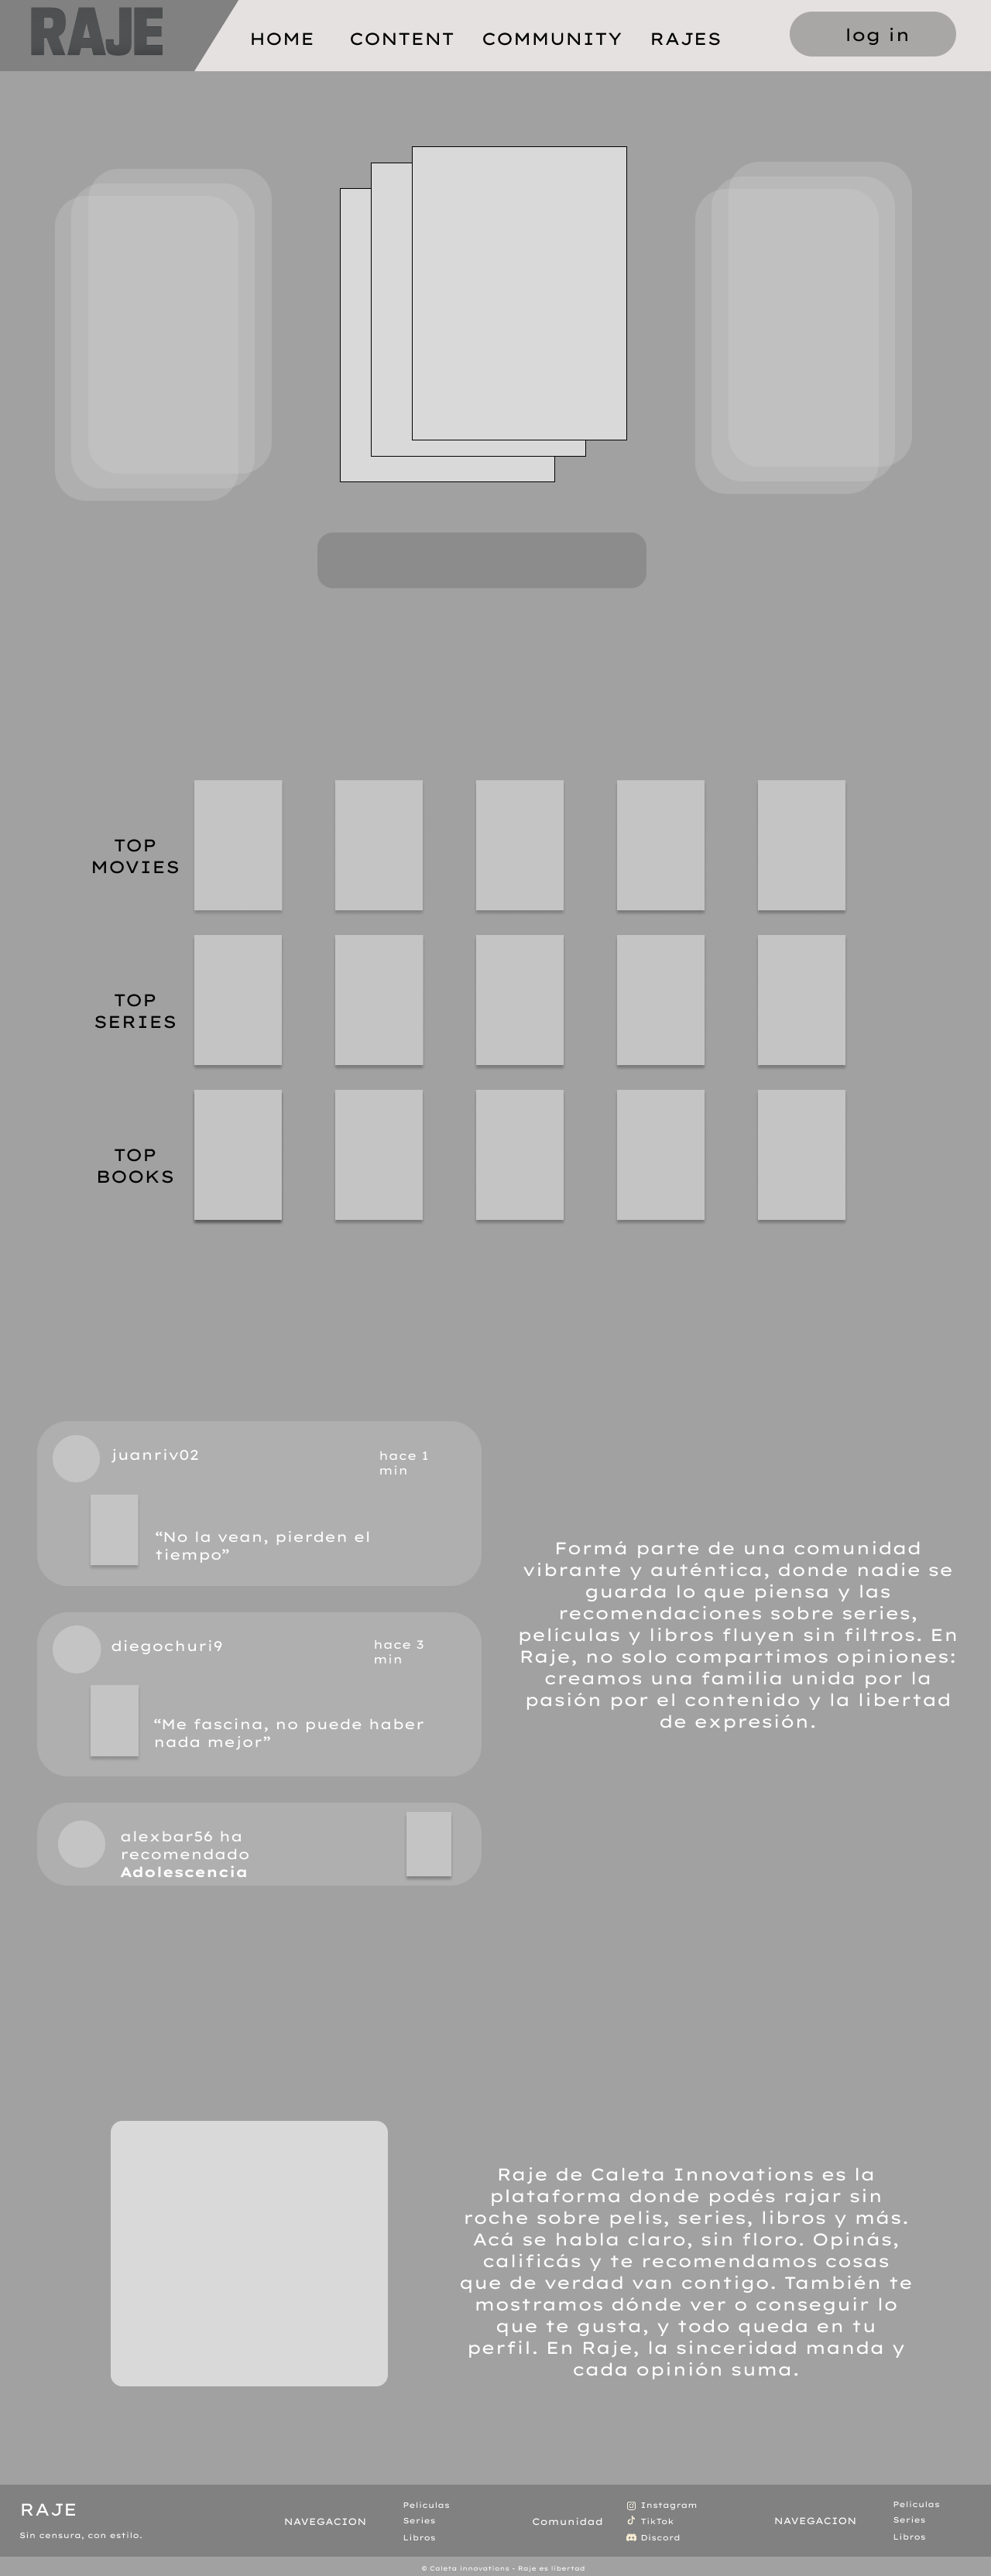 RAJE
HOME CONTENT COMMUNITY RAJES
log in
TOP
MOVIES
TOP
SERIES
TOP
BOOKS
juanriv02
hace 1
min
“No la vean, pierden el
tiempo”
diegochuri9
hace 3
min
“Me fascina, no puede haber
nada mejor”
alexbar56 ha
recomendado
Adolescencia
Formá parte de una comunidad
vibrante y auténtica, donde nadie se
guarda lo que piensa y las
recomendaciones sobre series,
películas y libros fluyen sin filtros. En
Raje, no solo compartimos opiniones:
creamos una familia unida por la
pasión por el contenido y la libertad
de expresión.
Raje de Caleta Innovations es la
plataforma donde podés rajar sin
roche sobre pelis, series, libros y más.
Acá se habla claro, sin floro. Opinás,
calificás y te recomendamos cosas
que de verdad van contigo. También te
mostramos dónde ver o conseguir lo
que te gusta, y todo queda en tu
perfil. En Raje, la sinceridad manda y
cada opinión suma.
RAJE
Sin censura, con estilo.
NAVEGACION
Peliculas
Series
Libros
Comunidad
Instagram
TikTok
Discord
NAVEGACION
Peliculas
Series
Libros
© Caleta innovations - Raje es libertad